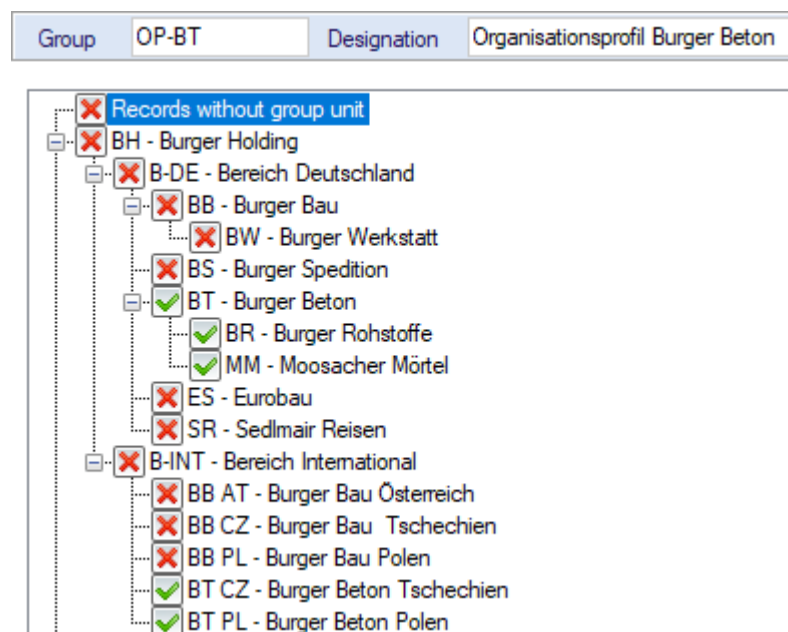 Group OP-BT Designation Organisationsprofil Burger Beton
Records without group unit
BH - Burger Holding
B-DE - Bereich Deutschland
BB - Burger Bau
BW - Burger Werkstatt
BS - Burger Spedition
BT - Burger Beton
BR - Burger Rohstoffe
MM - Moosacher Mörtel
ES - Eurobau
SR - Sedlmair Reisen
B-INT - Bereich International
BB AT - Burger Bau Österreich
BB CZ - Burger Bau  Tschechien
BB PL - Burger Bau Polen
BT CZ - Burger Beton Tschechien
BT PL - Burger Beton Polen